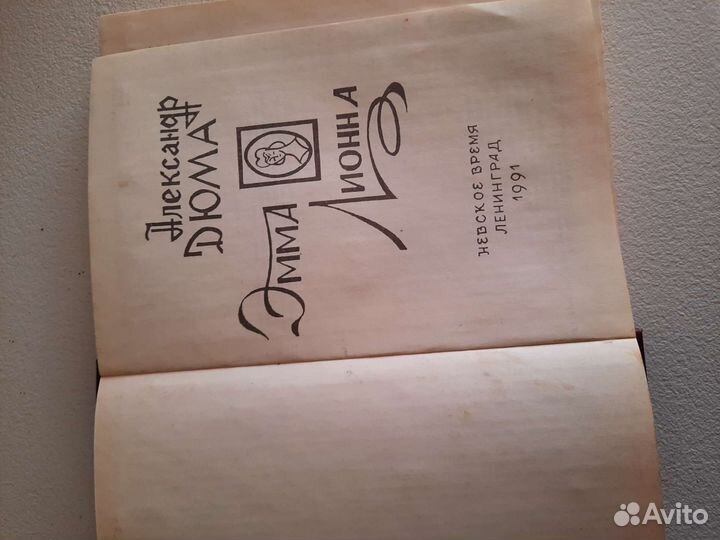 Александр
ДЮМА
Эмма
Лионна
НЕВСКОЕ ВРЕМЯ
ЛЕНИНГРАД
1991
Avito